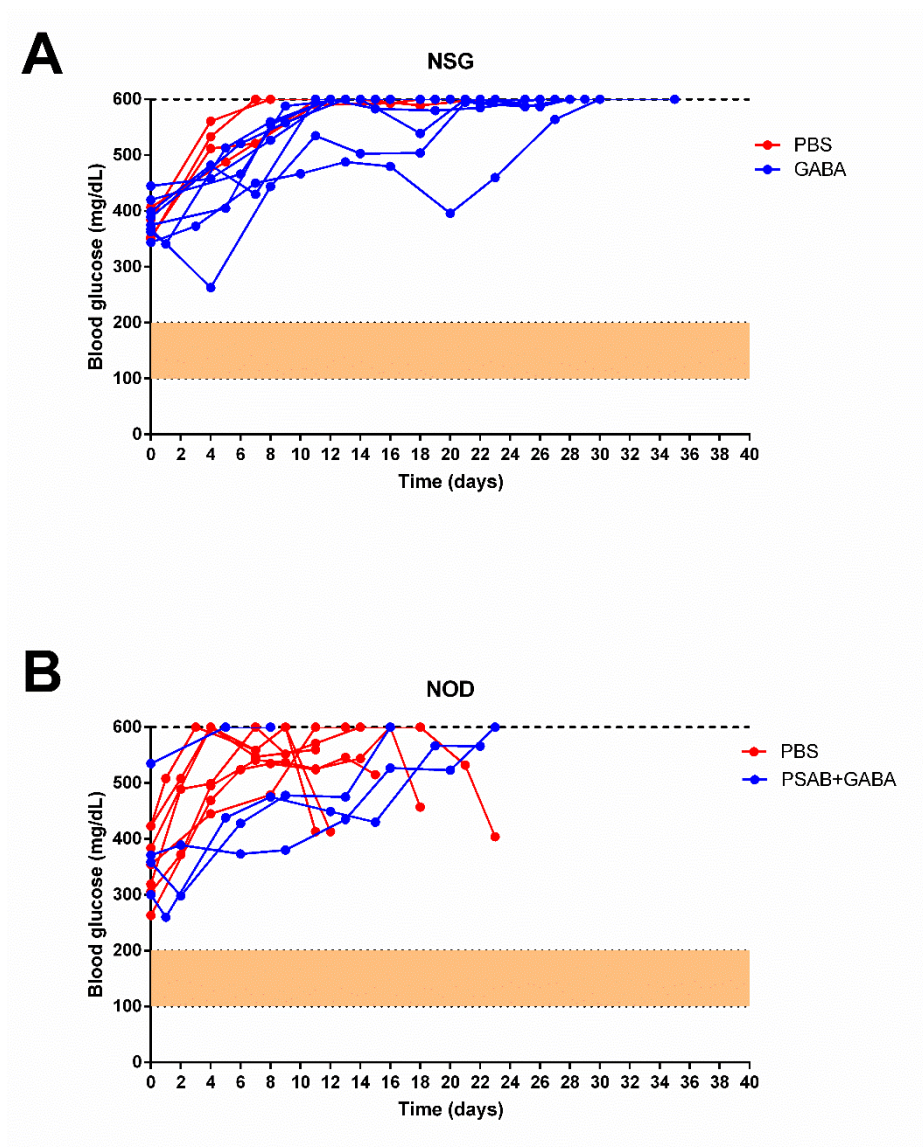 A
NSG
600
500
400
300
200
100
0
Blood glucose (mg/dL)
0 2 4 6 8 10 12 14 16 18 20 22 24 26 28 30 32 34 36 38 40
Time (days)
PBS
GABA
B
NOD
600
500
400
300
200
100
0
Blood glucose (mg/dL)
0 2 4 6 8 10 12 14 16 18 20 22 24 26 28 30 32 34 36 38 40
Time (days)
PBS
PSAB+GABA